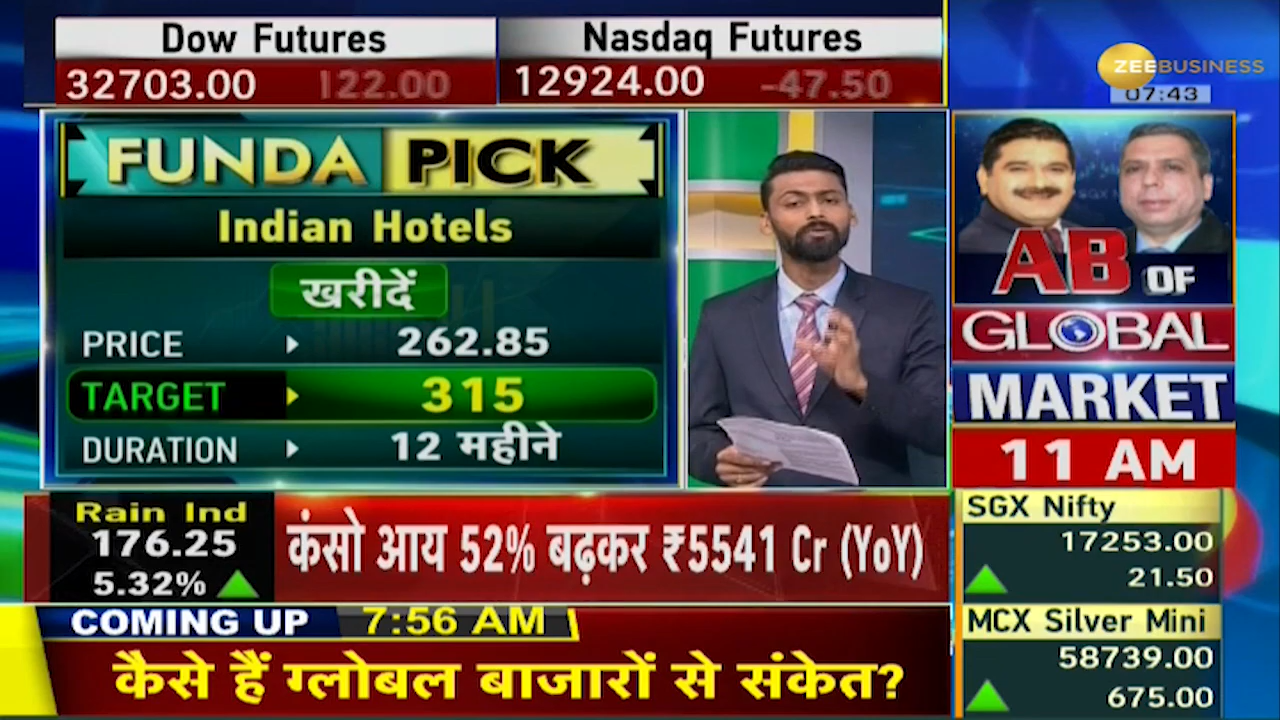 Dow Futures
32703.00 122.00
Nasdaq Futures
12924.00 -47.50
ZEEBUSINESS
07:43
FUNDA PICK
Indian Hotels
खरीदें
PRICE 262.85
TARGET 315
DURATION 12 महीने
AB OF
GLOBAL
MARKET
11 AM
Rain Ind
176.25
5.32%
कंसो आय 52% बढ़कर ₹5541 Cr (YoY)
SGX Nifty
17253.00
21.50
MCX Silver Mini
58739.00
675.00
COMING UP 7:56 AM
कैसे हैं ग्लोबल बाजारों से संकेत?